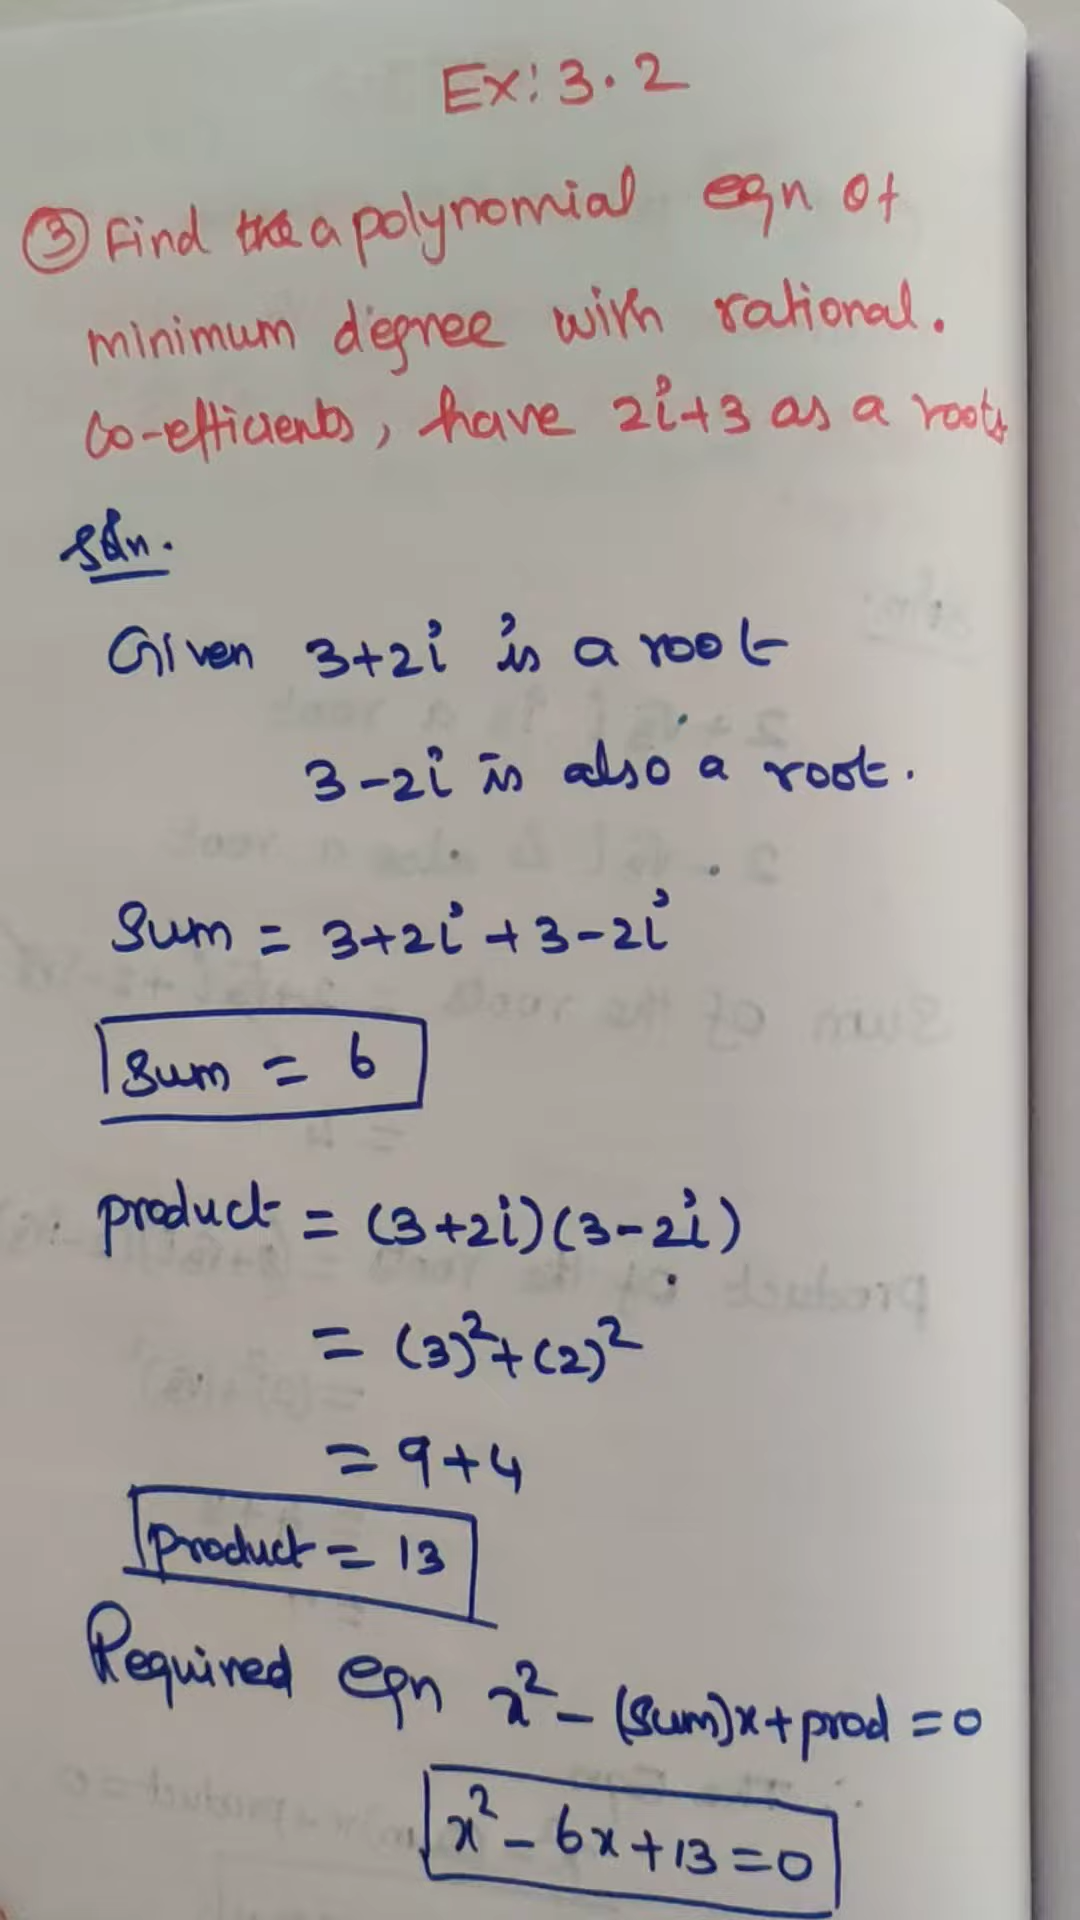 Ex: 3.2
③ Find the a polynomial eqn of
minimum degree with rational.
co-efficients, have 2i+3 as a roots
Soln.
Given 3+2i is a root
3-2i is also a root.
Sum = 3+2i+3-2i
Sum = 6
product = (3+2i)(3-2i)
= (3)²+(2)²
= 9+4
product = 13
Required eqn x²-(sum)x+prod=0
x²-6x+13=0